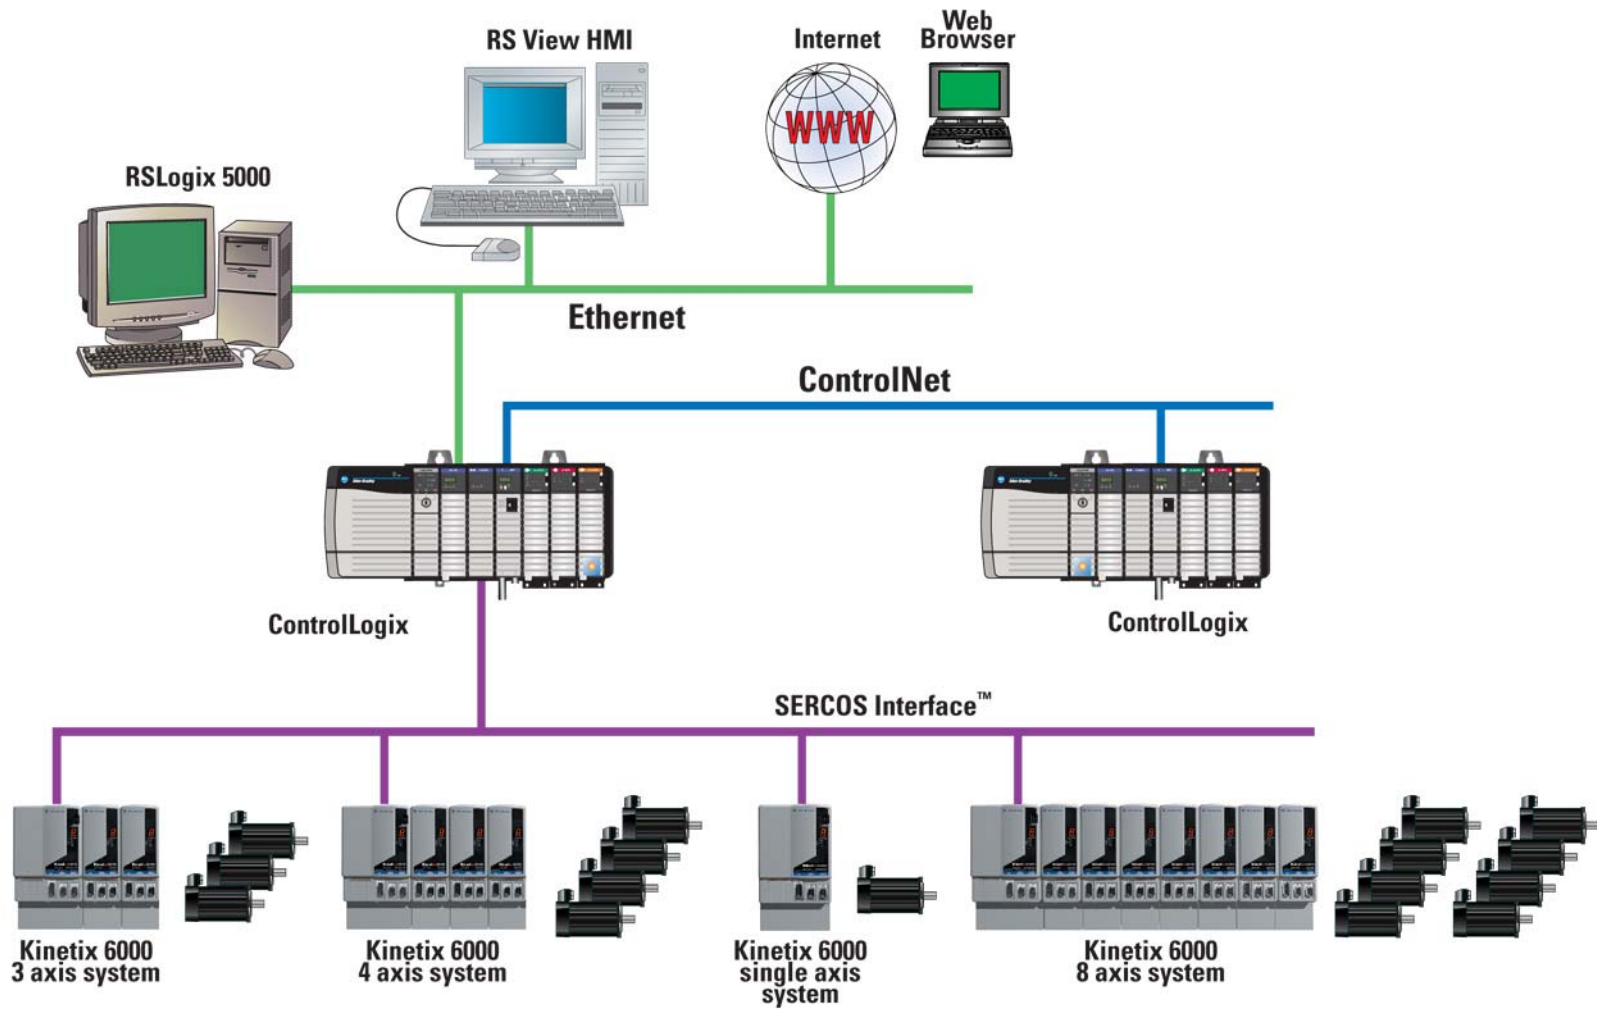 RS View HMI
Internet
Web
Browser
WWW
RSLogix 5000
Ethernet
ControlNet
ControlLogix
ControlLogix
SERCOS Interface™
Kinetix 6000
3 axis system
Kinetix 6000
4 axis system
Kinetix 6000
single axis
system
Kinetix 6000
8 axis system